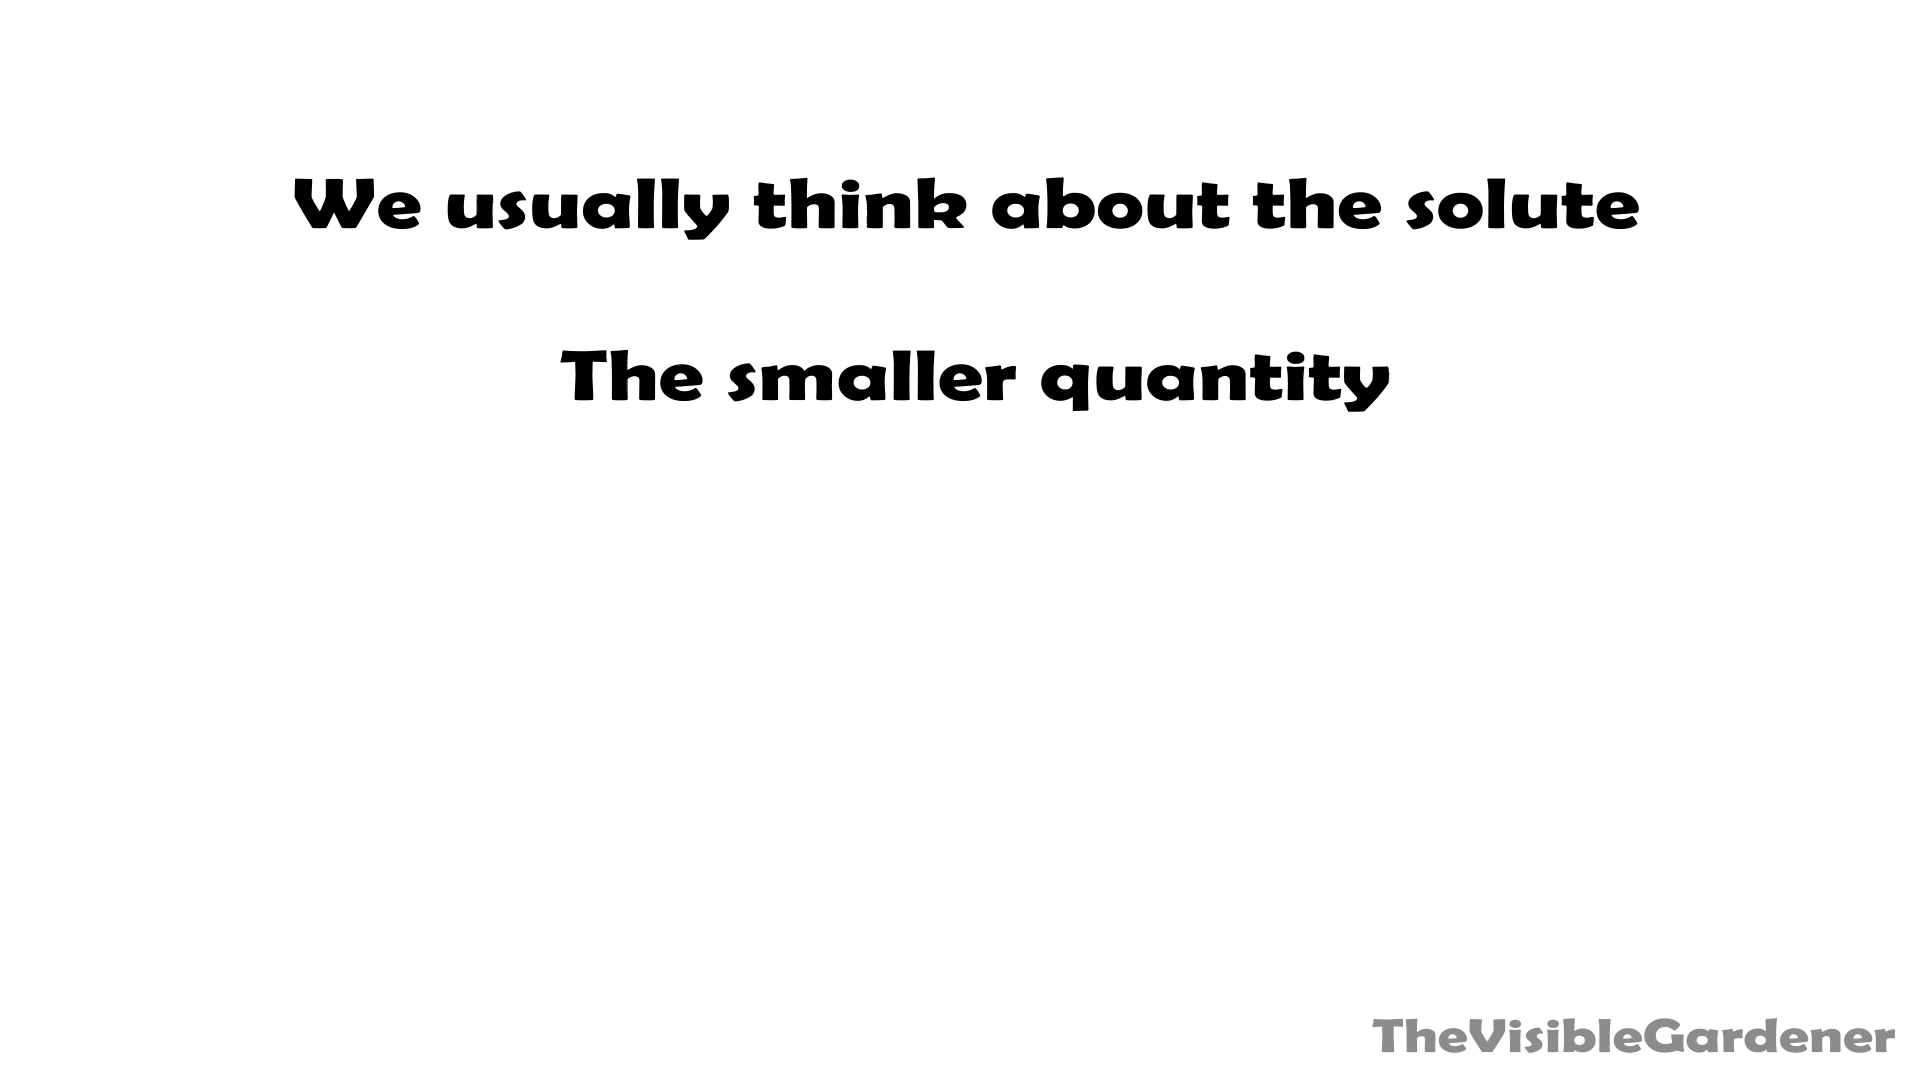 We usually think about the solute
The smaller quantity
TheVisibleGardener